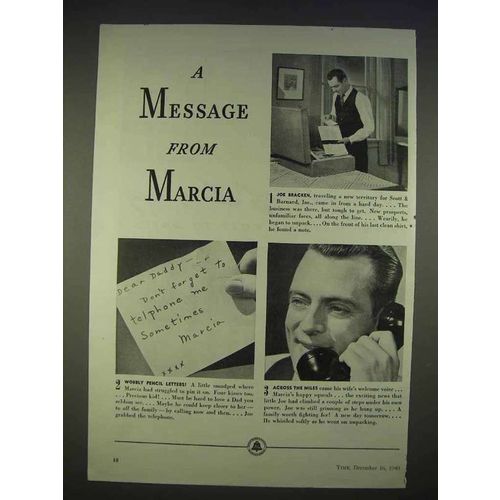 A
MESSAGE
FROM
MARCIA
1 JOE BRACKEN, traveling a new territory for Scott &
Barnard, Inc., came in from a hard day. . . . The
business was there, but tough to get. New prospects,
unfamiliar faces, all along the line. . . . Wearily, he
began to unpack. . . . On the front of his last clean shirt,
he found a note.
Dear Daddy—
Don't forget to
telphone me
Sometimes
Marcia
xxxx
2 WOBBLY PENCIL LETTERS! A little smudged where
Marcia had struggled to pin it on. Four kisses too.
. . . Precious kid! . . . Must be hard to love a Dad you
seldom see. . . . Maybe he could keep closer to her—
to all the family—by calling now and then. . . . Joe
grabbed the telephone.
3 ACROSS THE MILES came his wife's welcome voice . . .
Marcia's happy squeals . . . the exciting news that
little Joe had climbed a couple of steps under his own
power. Joe was still grinning as he hung up. . . . A
family worth fighting for! A new day tomorrow. . . .
He whistled softly as he went on unpacking.
TIME, December 16, 1940